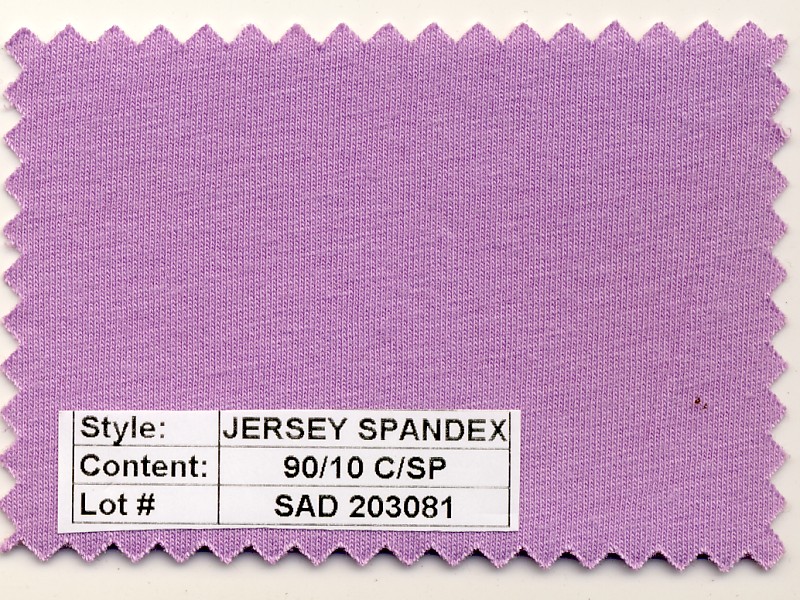 Style: JERSEY SPANDEX
Content: 90/10 C/SP
Lot # SAD 203081